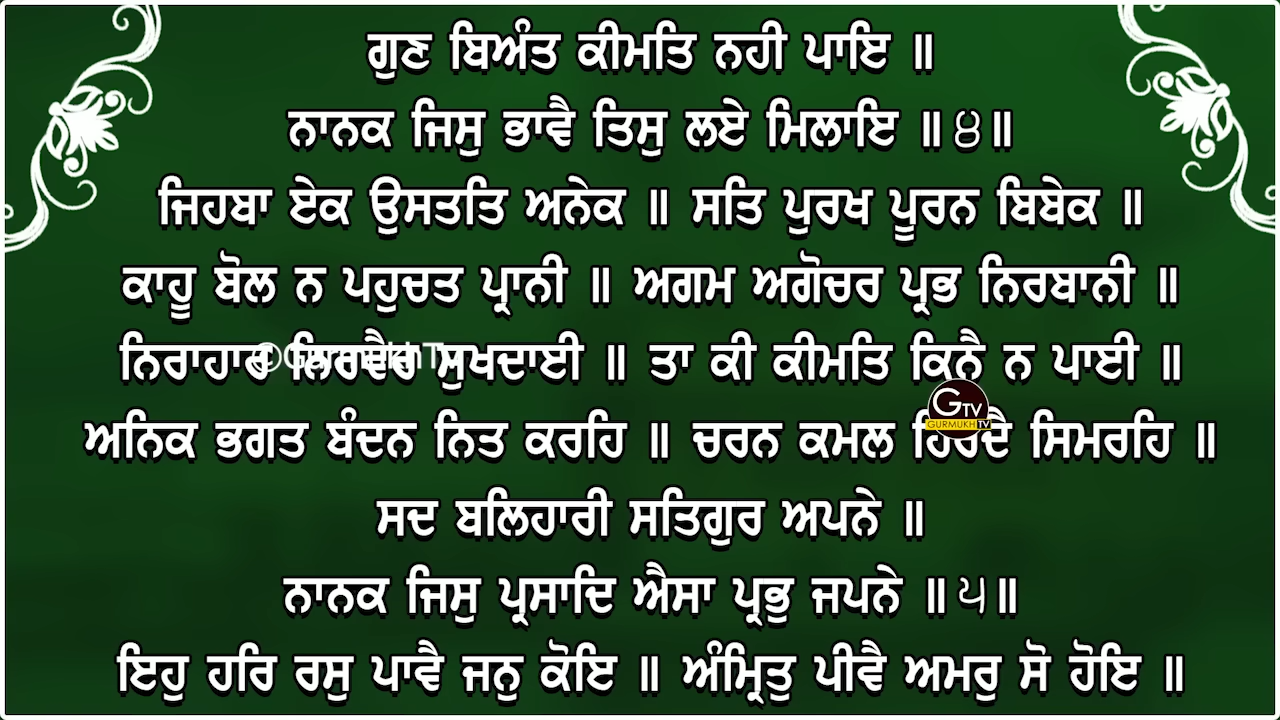 ਗੁਣ ਬਿਅੰਤ ਕੀਮਤਿ ਨਹੀ ਪਾਇ ॥
ਨਾਨਕ ਜਿਸੁ ਭਾਵੈ ਤਿਸੁ ਲਏ ਮਿਲਾਇ ॥੪॥
ਜਿਹਬਾ ਏਕ ਉਸਤਤਿ ਅਨੇਕ ॥ ਸਤਿ ਪੁਰਖ ਪੂਰਨ ਬਿਬੇਕ ॥
ਕਾਹੂ ਬੋਲ ਨ ਪਹੁਚਤ ਪ੍ਰਾਨੀ ॥ ਅਗਮ ਅਗੋਚਰ ਪ੍ਰਭ ਨਿਰਬਾਨੀ ॥
ਨਿਰਾਹਾਰ ਨਿਰਵੈਰ ਸੁਖਦਾਈ ॥ ਤਾ ਕੀ ਕੀਮਤਿ ਕਿਨੈ ਨ ਪਾਈ ॥
©GurmukhTv
GTV
GURMUKH TV
ਅਨਿਕ ਭਗਤ ਬੰਦਨ ਨਿਤ ਕਰਹਿ ॥ ਚਰਨ ਕਮਲ ਹਿਰਦੈ ਸਿਮਰਹਿ ॥
ਸਦ ਬਲਿਹਾਰੀ ਸਤਿਗੁਰ ਅਪਨੇ ॥
ਨਾਨਕ ਜਿਸੁ ਪ੍ਰਸਾਦਿ ਐਸਾ ਪ੍ਰਭੁ ਜਪਨੇ ॥੫॥
ਇਹੁ ਹਰਿ ਰਸੁ ਪਾਵੈ ਜਨੁ ਕੋਇ ॥ ਅੰਮ੍ਰਿਤੁ ਪੀਵੈ ਅਮਰੁ ਸੋ ਹੋਇ ॥